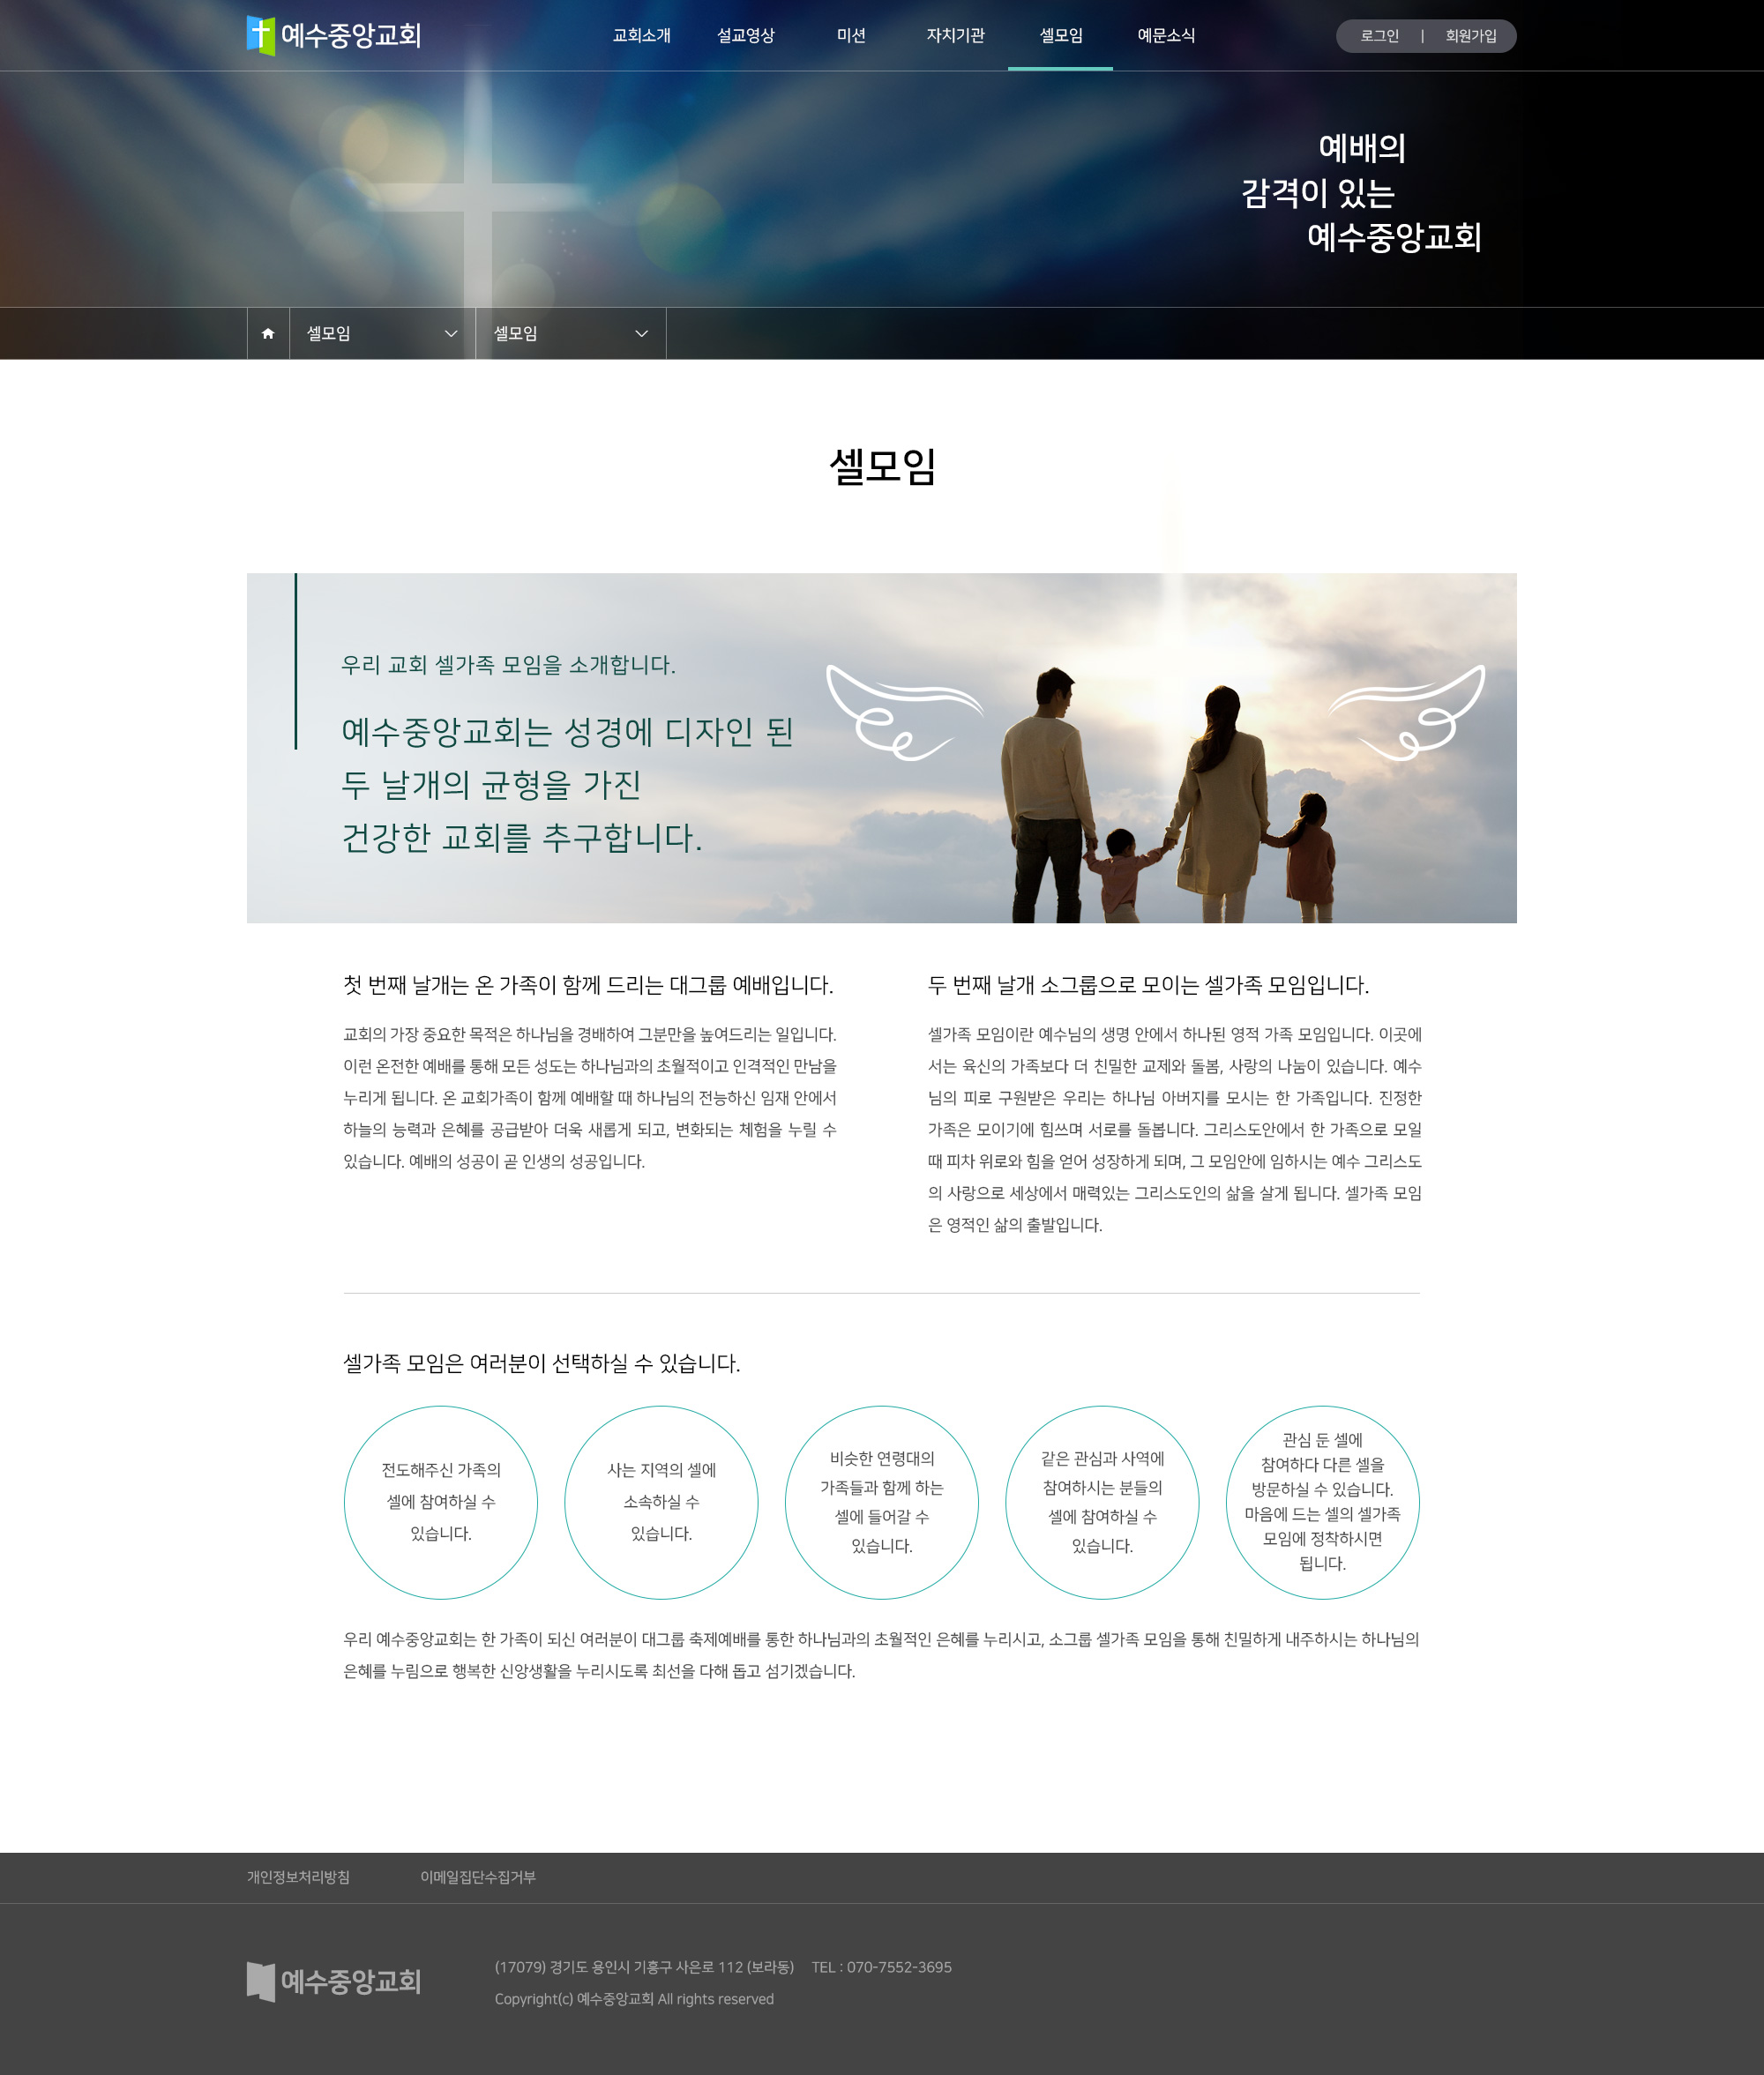 예수중앙교회
교회소개 설교영상 미션 자치기관 셀모임 예문소식
로그인 | 회원가입
예배의
감격이 있는
예수중앙교회
셀모임 셀모임
셀모임
우리 교회 셀가족 모임을 소개합니다.
예수중앙교회는 성경에 디자인 된
두 날개의 균형을 가진
건강한 교회를 추구합니다.
첫 번째 날개는 온 가족이 함께 드리는 대그룹 예배입니다.
교회의 가장 중요한 목적은 하나님을 경배하여 그분만을 높여드리는 일입니다.
이런 온전한 예배를 통해 모든 성도는 하나님과의 초월적이고 인격적인 만남을
누리게 됩니다. 온 교회가족이 함께 예배할 때 하나님의 전능하신 임재 안에서
하늘의 능력과 은혜를 공급받아 더욱 새롭게 되고, 변화되는 체험을 누릴 수
있습니다. 예배의 성공이 곧 인생의 성공입니다.
두 번째 날개 소그룹으로 모이는 셀가족 모임입니다.
셀가족 모임이란 예수님의 생명 안에서 하나된 영적 가족 모임입니다. 이곳에
서는 육신의 가족보다 더 친밀한 교제와 돌봄, 사랑의 나눔이 있습니다. 예수
님의 피로 구원받은 우리는 하나님 아버지를 모시는 한 가족입니다. 진정한
가족은 모이기에 힘쓰며 서로를 돌봅니다. 그리스도안에서 한 가족으로 모일
때 피차 위로와 힘을 얻어 성장하게 되며, 그 모임안에 임하시는 예수 그리스도
의 사랑으로 세상에서 매력있는 그리스도인의 삶을 살게 됩니다. 셀가족 모임
은 영적인 삶의 출발입니다.
셀가족 모임은 여러분이 선택하실 수 있습니다.
전도해주신 가족의
셀에 참여하실 수
있습니다.
사는 지역의 셀에
소속하실 수
있습니다.
비슷한 연령대의
가족들과 함께 하는
셀에 들어갈 수
있습니다.
같은 관심과 사역에
참여하시는 분들의
셀에 참여하실 수
있습니다.
관심 둔 셀에
참여하다 다른 셀을
방문하실 수 있습니다.
마음에 드는 셀의 셀가족
모임에 정착하시면
됩니다.
우리 예수중앙교회는 한 가족이 되신 여러분이 대그룹 축제예배를 통한 하나님과의 초월적인 은혜를 누리시고, 소그룹 셀가족 모임을 통해 친밀하게 내주하시는 하나님의
은혜를 누림으로 행복한 신앙생활을 누리시도록 최선을 다해 돕고 섬기겠습니다.
개인정보처리방침 이메일집단수집거부
예수중앙교회
(17079) 경기도 용인시 기흥구 사은로 112 (보라동) TEL : 070-7552-3695
Copyright(c) 예수중앙교회 All rights reserved